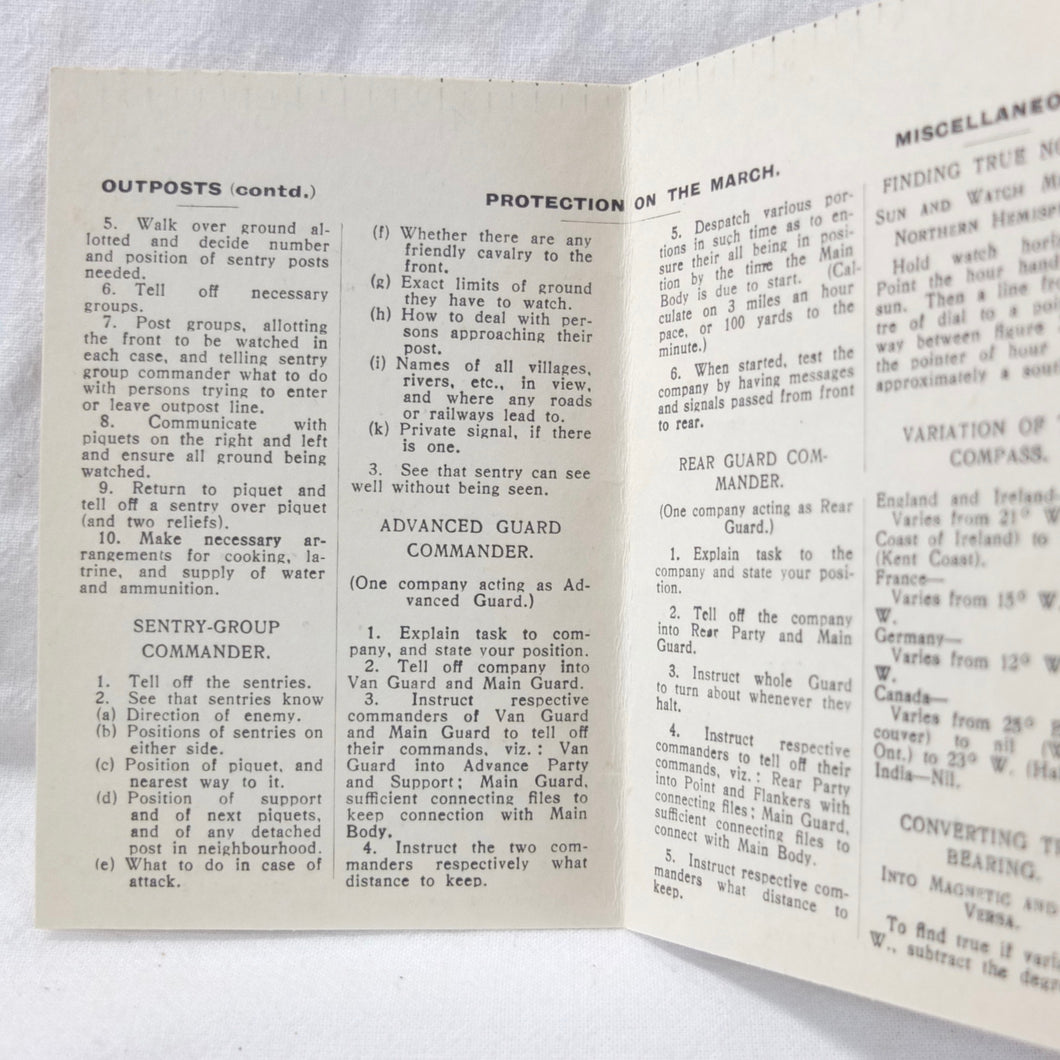 OUTPOSTS (contd.)
5. Walk over ground al-
lotted and decide number
and position of sentry posts
needed.
6. Tell off necessary
groups.
7. Post groups, allotting
the front to be watched in
each case, and telling sentry
group commander what to do
with persons trying to enter
or leave outpost line.
8. Communicate with
piquets on the right and left
and ensure all ground being
watched.
9. Return to piquet and
tell off a sentry over piquet
(and two reliefs).
10. Make necessary ar-
rangements for cooking, la-
trine, and supply of water
and ammunition.
SENTRY-GROUP
COMMANDER.
1. Tell off the sentries.
2. See that sentries know
(a) Direction of enemy.
(b) Positions of sentries on
either side.
(c) Position of piquet, and
nearest way to it.
(d) Position of support
and of next piquets,
and of any detached
post in neighbourhood.
(e) What to do in case of
attack.
(f) Whether there are any
friendly cavalry to the
front.
(g) Exact limits of ground
they have to watch.
(h) How to deal with per-
sons approaching their
post.
(i) Names of all villages,
rivers, etc., in view,
and where any roads
or railways lead to.
(k) Private signal, if there
is one.
3. See that sentry can see
well without being seen.
PROTECTION ON THE MARCH.
ADVANCED GUARD
COMMANDER.
(One company acting as Ad-
vanced Guard.)
1. Explain task to com-
pany, and state your position.
2. Tell off company into
Van Guard and Main Guard.
3. Instruct respective
commanders of Van Guard
and Main Guard to tell off
their commands, viz.: Van
Guard into Advance Party
and Support; Main Guard,
sufficient connecting files to
keep connection with Main
Body.
4. Instruct the two com-
manders respectively what
distance to keep.
5. Despatch various por-
tions in such time as to en-
sure their all being in posi-
tion by the time the Main
Body is due to start. (Cal-
culate on 3 miles an hour
pace, or 100 yards to the
minute.)
6. When started, test the
company by having messages
and signals passed from front
to rear.
REAR GUARD COM-
MANDER.
(One company acting as Rear
Guard.)
1. Explain task to the
company and state your posi-
tion.
2. Tell off the company
into Rear Party and Main
Guard.
3. Instruct whole Guard
to turn about whenever they
halt.
4. Instruct respective
commanders to tell off their
commands, viz.: Rear Party
into Point and Flankers with
connecting files; Main Guard,
sufficient connecting files to
connect with Main Body.
5. Instruct respective com-
manders what distance to
keep.
MISCELLANEO
FINDING TRUE NO
SUN AND WATCH M
NORTHERN HEMISP
Hold watch hori
Point the hour hand
sun. Then a line fro
tre of dial to a poi
way between figure
the pointer of hour
approximately a sout
VARIATION OF
COMPASS.
England and Ireland—
Varies from 21° W
Coast of Ireland) to
(Kent Coast).
France—
Varies from 15° W
W.
Germany—
Varies from 12° W
W.
Canada—
Varies from 25° E
couver) to nil (W
Ont.) to 23° W. (Hal
India—Nil.
CONVERTING T
BEARING.
INTO MAGNETIC AND
VERSA.
To find true if varia
W., subtract the degr